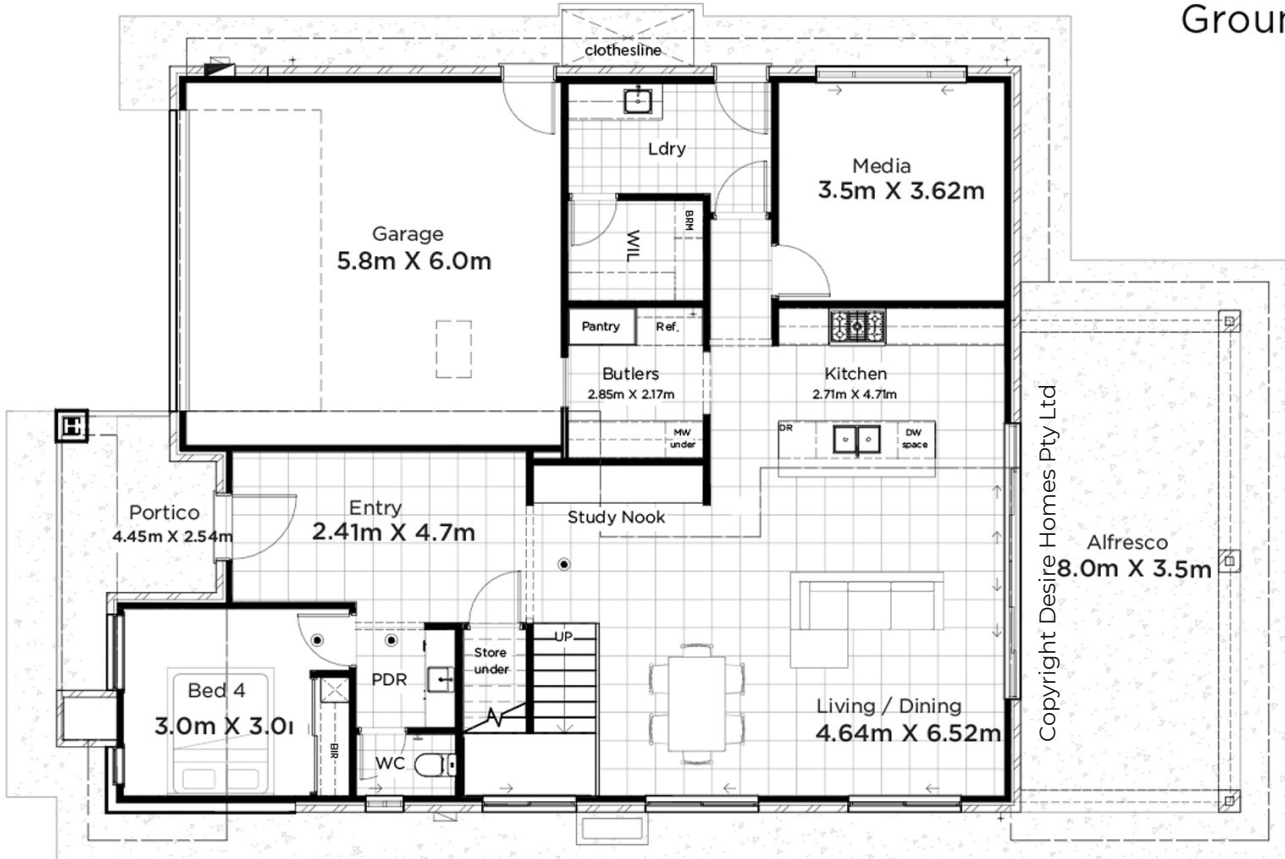 Groun
clothesline
Ldry
Media
3.5m X 3.62m
Garage
5.8m X 6.0m
BRM
WIL
Pantry
Ref.
Butlers
2.85m X 2.17m
Kitchen
2.71m X 4.71m
MW
under
DR
DW
space
Portico
4.45m X 2.54m
Entry
2.41m X 4.7m
Study Nook
Alfresco
8.0m X 3.5m
Copyright Desire Homes Pty Ltd
UP
Store
under
PDR
Bed 4
3.0m X 3.0
BIR
WC
Living / Dining
4.64m X 6.52m